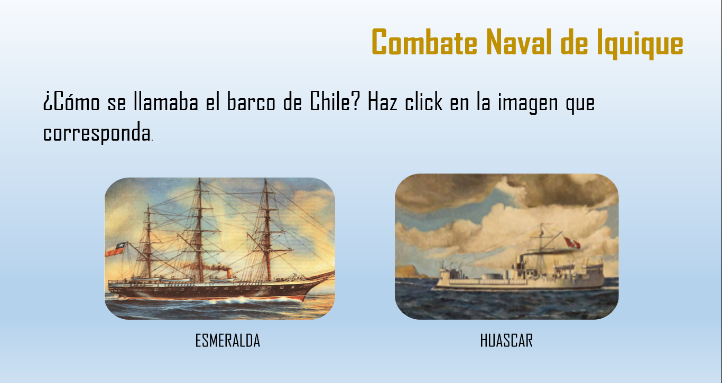 Combate Naval de Iquique
¿Cómo se llamaba el barco de Chile? Haz click en la imagen que
corresponda.
ESMERALDA
HUASCAR